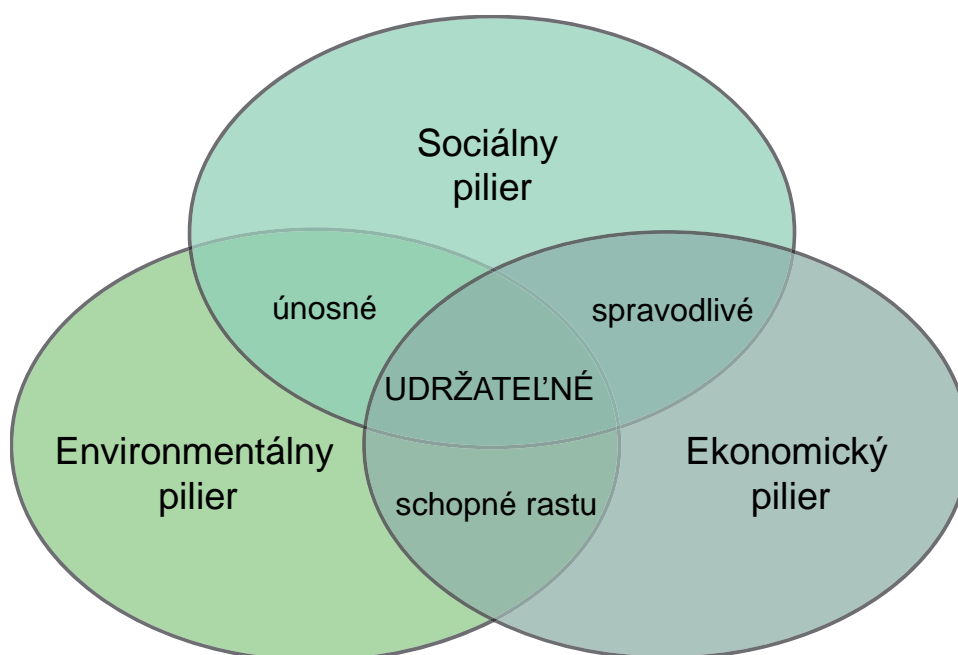 Sociálny
pilier
únosné
spravodlivé
UDRŽATEĽNÉ
Environmentálny
pilier
Ekonomický
pilier
schopné rastu